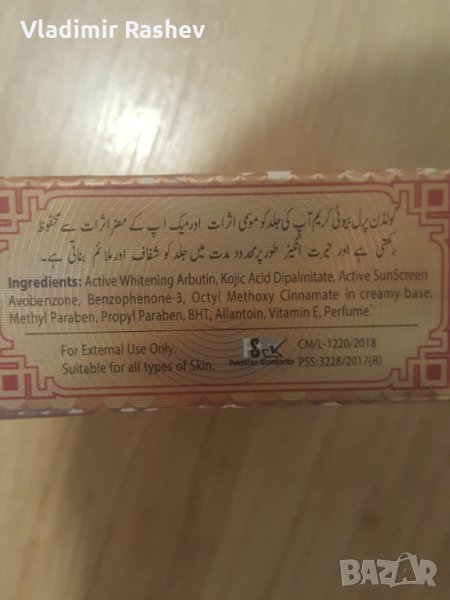 Vladimir Rashev
گولڈن پرل بیوٹی کریم آپ کی جلد کو موسمی اثرات اور میک اپ کے مضر اثرات سے محفوظ
رکھتی ہے اور حیرت انگیز طور پر محدود مدت میں جلد کو شفاف اور ملائم بناتی ہے۔
Ingredients: Active Whitening Arbutin, Kojic Acid Dipalmitate, Active SunScreen
Avobenzone, Benzophenone-3, Octyl Methoxy Cinnamate in creamy base,
Methyl Paraben, Propyl Paraben, BHT, Allantoin, Vitamin E, Perfume.
For External Use Only.
Suitable for all types of Skin.
Pakistan Standards
CM/L-1220/2018
PSS:3228/2017(R)
BAZAR